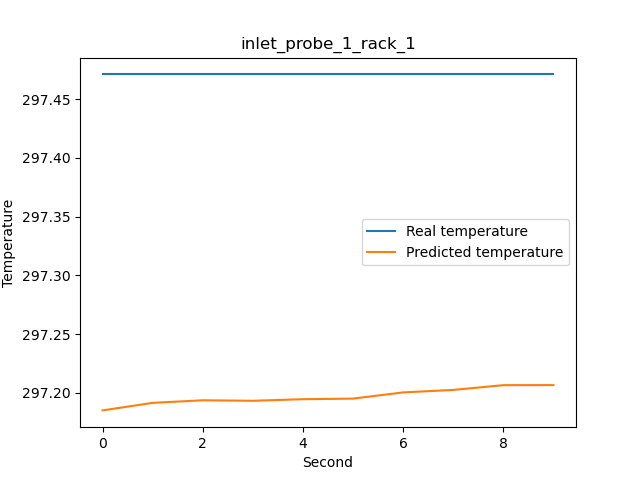 inlet_probe_1_rack_1
297.45
297.40
297.35
297.30
297.25
297.20
Temperature
Real temperature
Predicted temperature
0 2 4 6 8
Second